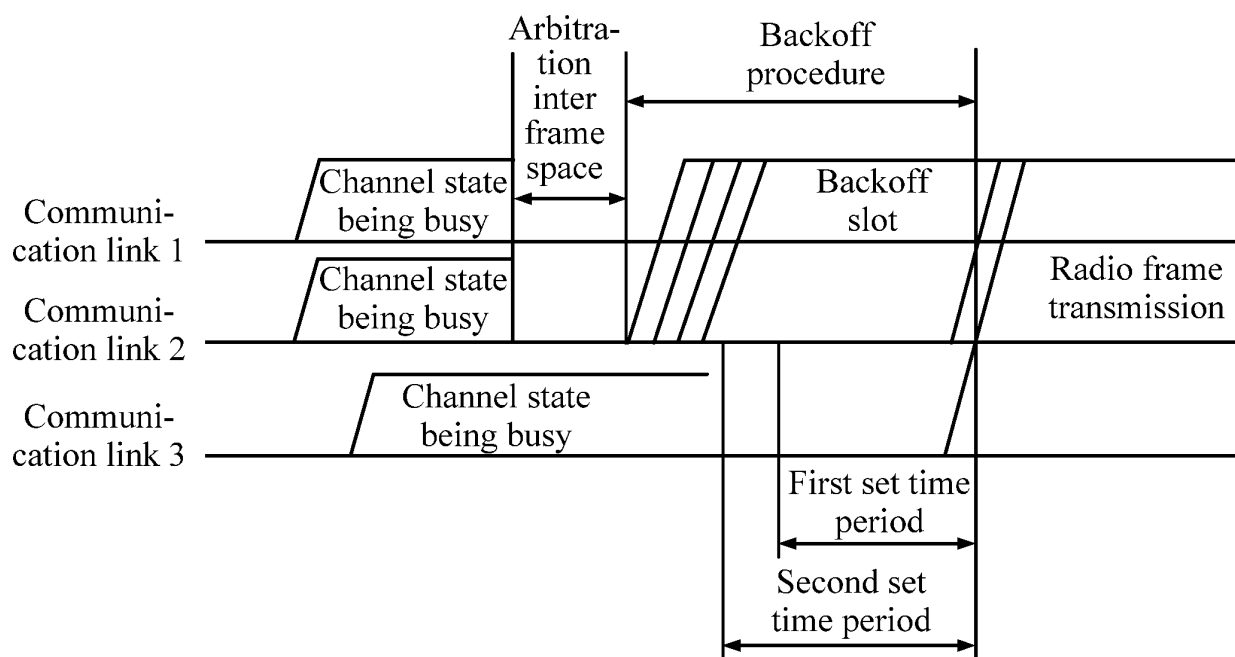 Arbitra-
tion
inter
frame
space
Backoff
procedure
Communi-
cation link 1
Channel state
being busy
Backoff
slot
Communi-
cation link 2
Channel state
being busy
Radio frame
transmission
Communi-
cation link 3
Channel state
being busy
First set time
period
Second set
time period